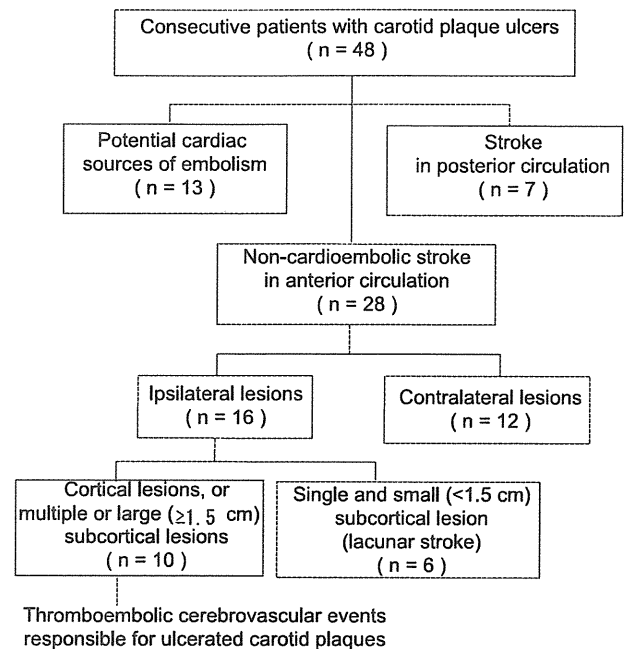 Consecutive patients with carotid plaque ulcers
( n = 48 )
Potential cardiac
sources of embolism
( n = 13 )
Stroke
in posterior circulation
( n = 7 )
Non-cardioembolic stroke
in anterior circulation
( n = 28 )
Ipsilateral lesions
( n = 16 )
Contralateral lesions
( n = 12 )
Cortical lesions, or
multiple or large (≥1.5 cm)
subcortical lesions
( n = 10 )
Single and small (<1.5 cm)
subcortical lesion
(lacunar stroke)
( n = 6 )
Thromboembolic cerebrovascular events
responsible for ulcerated carotid plaques